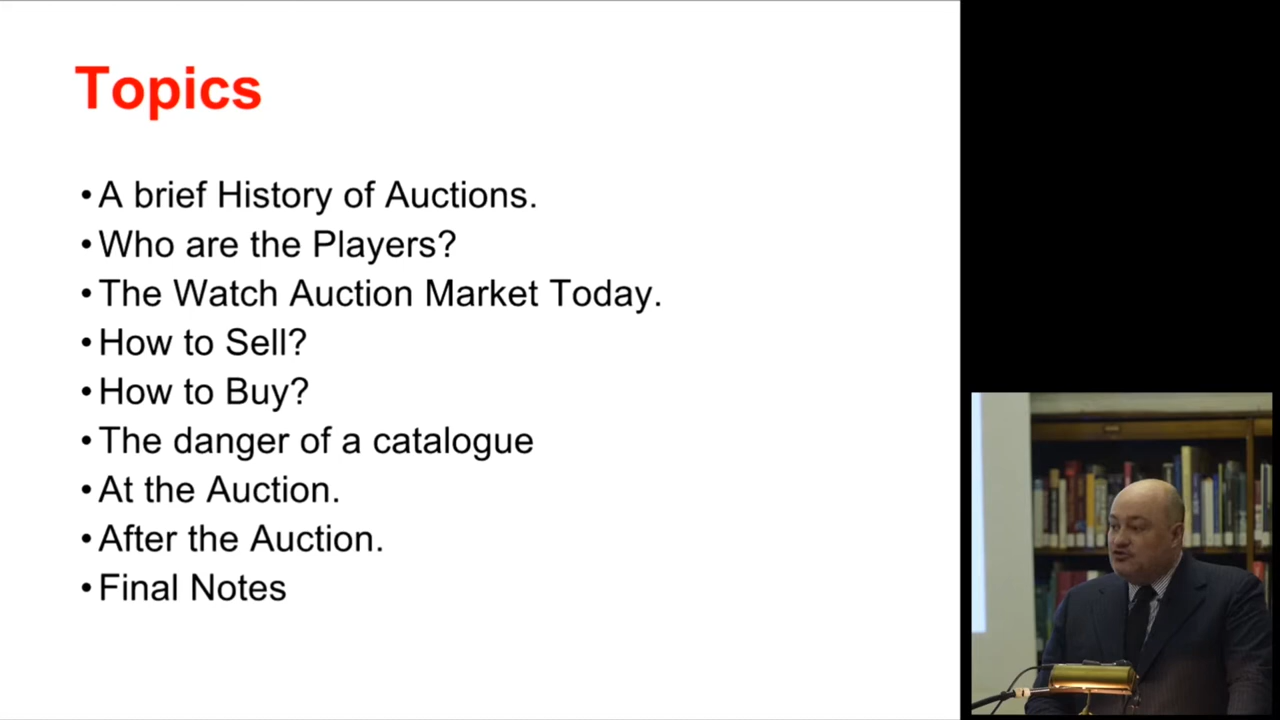 Topics
• A brief History of Auctions.
• Who are the Players?
• The Watch Auction Market Today.
• How to Sell?
• How to Buy?
• The danger of a catalogue
• At the Auction.
• After the Auction.
• Final Notes